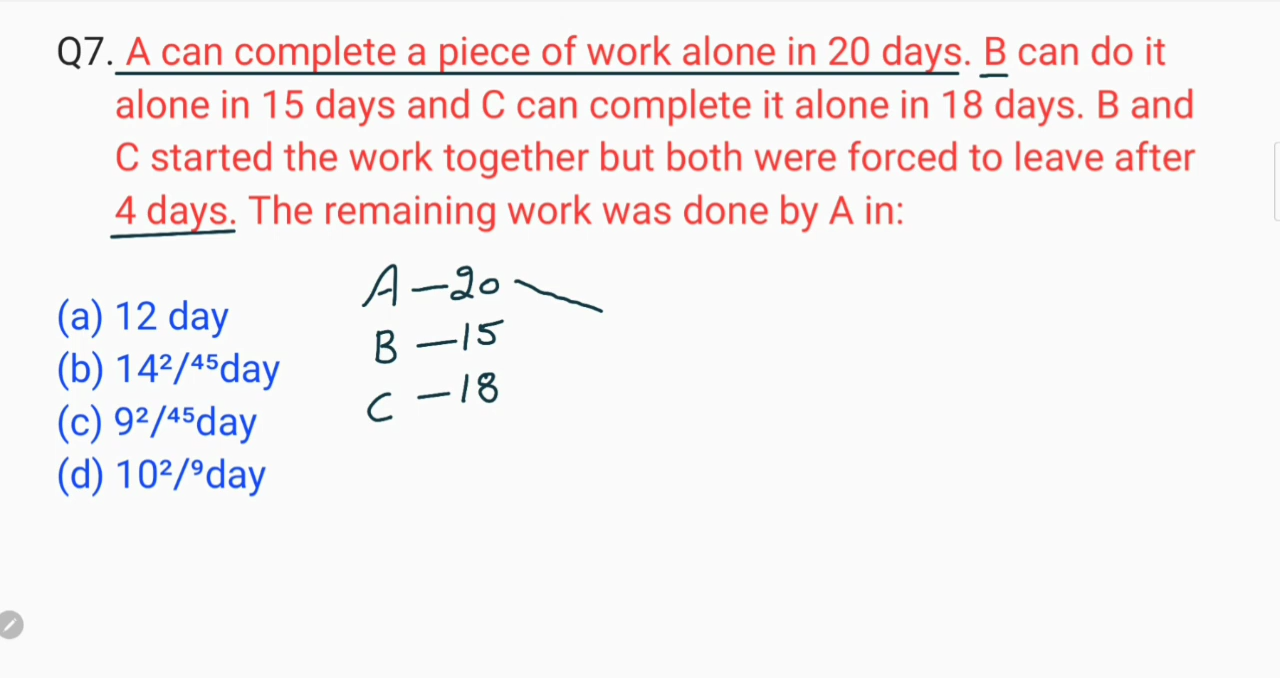 Q7. A can complete a piece of work alone in 20 days. B can do it
alone in 15 days and C can complete it alone in 18 days. B and
C started the work together but both were forced to leave after
4 days. The remaining work was done by A in:
(a) 12 day
(b) 14²/⁴⁵day
(c) 9²/⁴⁵day
(d) 10²/⁹day
A – 20
B – 15
C – 18